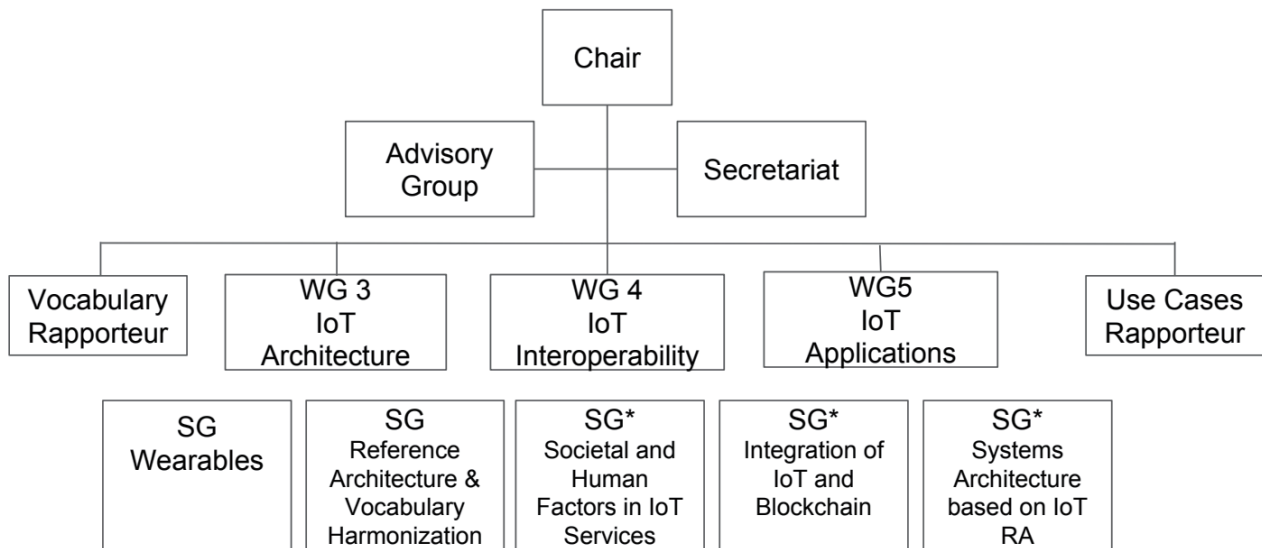 Chair
Advisory
Group
Secretariat
Vocabulary
Rapporteur
WG 3
IoT
Architecture
WG 4
IoT
Interoperability
WG5
IoT
Applications
Use Cases
Rapporteur
SG
Wearables
SG
Reference
Architecture &
Vocabulary
Harmonization
SG*
Societal and
Human
Factors in IoT
Services
SG*
Integration of
IoT and
Blockchain
SG*
Systems
Architecture
based on IoT
RA